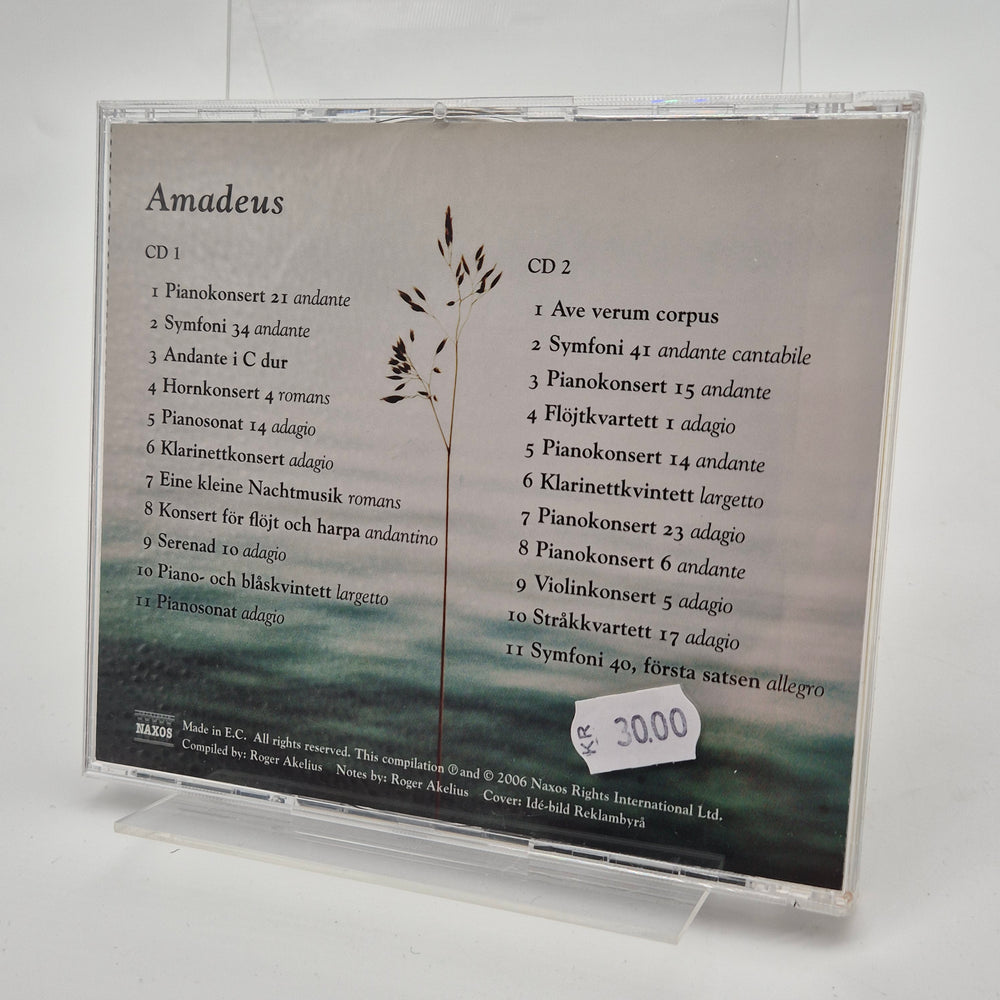 Amadeus
CD 1
1 Pianokonsert 21 andante
2 Symfoni 34 andante
3 Andante i C dur
4 Hornkonsert 4 romans
5 Pianosonat 14 adagio
6 Klarinettkonsert adagio
7 Eine kleine Nachtmusik romans
8 Konsert för flöjt och harpa andantino
9 Serenad 10 adagio
10 Piano- och blåskvintett largetto
11 Pianosonat adagio
CD 2
1 Ave verum corpus
2 Symfoni 41 andante cantabile
3 Pianokonsert 15 andante
4 Flöjtkvartett 1 adagio
5 Pianokonsert 14 andante
6 Klarinettkvintett largetto
7 Pianokonsert 23 adagio
8 Pianokonsert 6 andante
9 Violinkonsert 5 adagio
10 Stråkkvartett 17 adagio
11 Symfoni 40, första satsen allegro
KR 30.00
NAXOS
Made in E.C. All rights reserved. This compilation ℗ and © 2006 Naxos Rights International Ltd.
Compiled by: Roger Akelius Notes by: Roger Akelius Cover: Idé-bild Reklambyrå